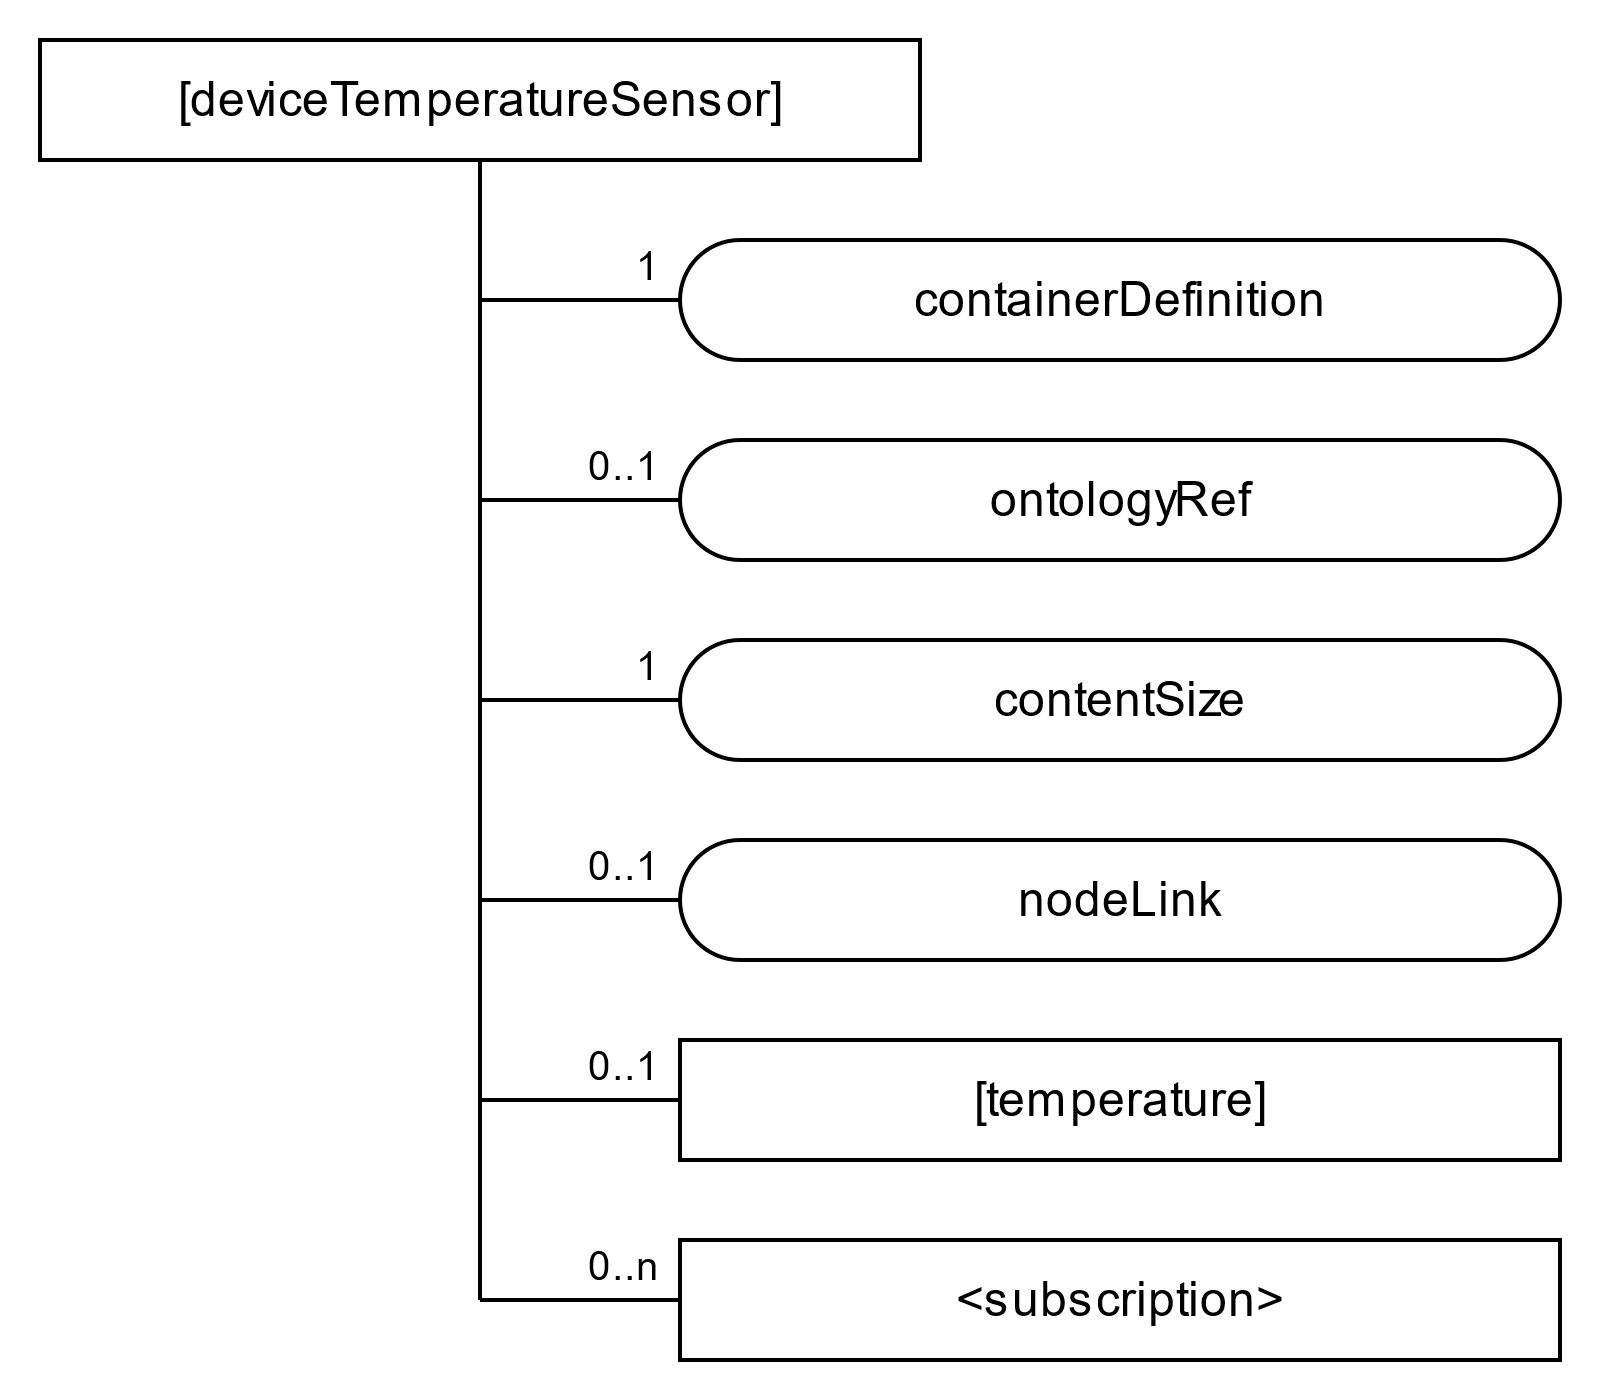 [deviceTemperatureSensor]
1
containerDefinition
0..1
ontologyRef
1
contentSize
0..1
nodeLink
0..1
[temperature]
0..n
<subscription>